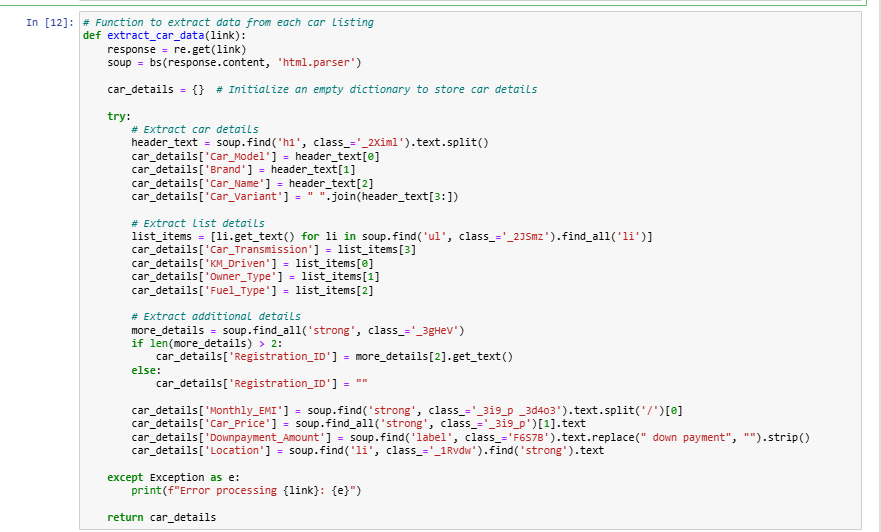 In [12]: # Function to extract data from each car listing
def extract_car_data(link):
    response = re.get(link)
    soup = bs(response.content, 'html.parser')

    car_details = {}  # Initialize an empty dictionary to store car details

    try:
        # Extract car details
        header_text = soup.find('h1', class_='_2Ximl').text.split()
        car_details['Car_Model'] = header_text[0]
        car_details['Brand'] = header_text[1]
        car_details['Car_Name'] = header_text[2]
        car_details['Car_Variant'] = " ".join(header_text[3:])

        # Extract list details
        list_items = [li.get_text() for li in soup.find('ul', class_='_2JSmz').find_all('li')]
        car_details['Car_Transmission'] = list_items[3]
        car_details['KM_Driven'] = list_items[0]
        car_details['Owner_Type'] = list_items[1]
        car_details['Fuel_Type'] = list_items[2]

        # Extract additional details
        more_details = soup.find_all('strong', class_='_3gHeV')
        if len(more_details) > 2:
            car_details['Registration_ID'] = more_details[2].get_text()
        else:
            car_details['Registration_ID'] = ""

        car_details['Monthly_EMI'] = soup.find('strong', class_='_3i9_p _3d4o3').text.split('/')[0]
        car_details['Car_Price'] = soup.find_all('strong', class_='_3i9_p')[1].text
        car_details['Downpayment_Amount'] = soup.find('label', class_='F6S7B').text.replace(" down payment", "").strip()
        car_details['Location'] = soup.find('li', class_='_1Rvdw').find('strong').text

    except Exception as e:
        print(f"Error processing {link}: {e}")

    return car_details